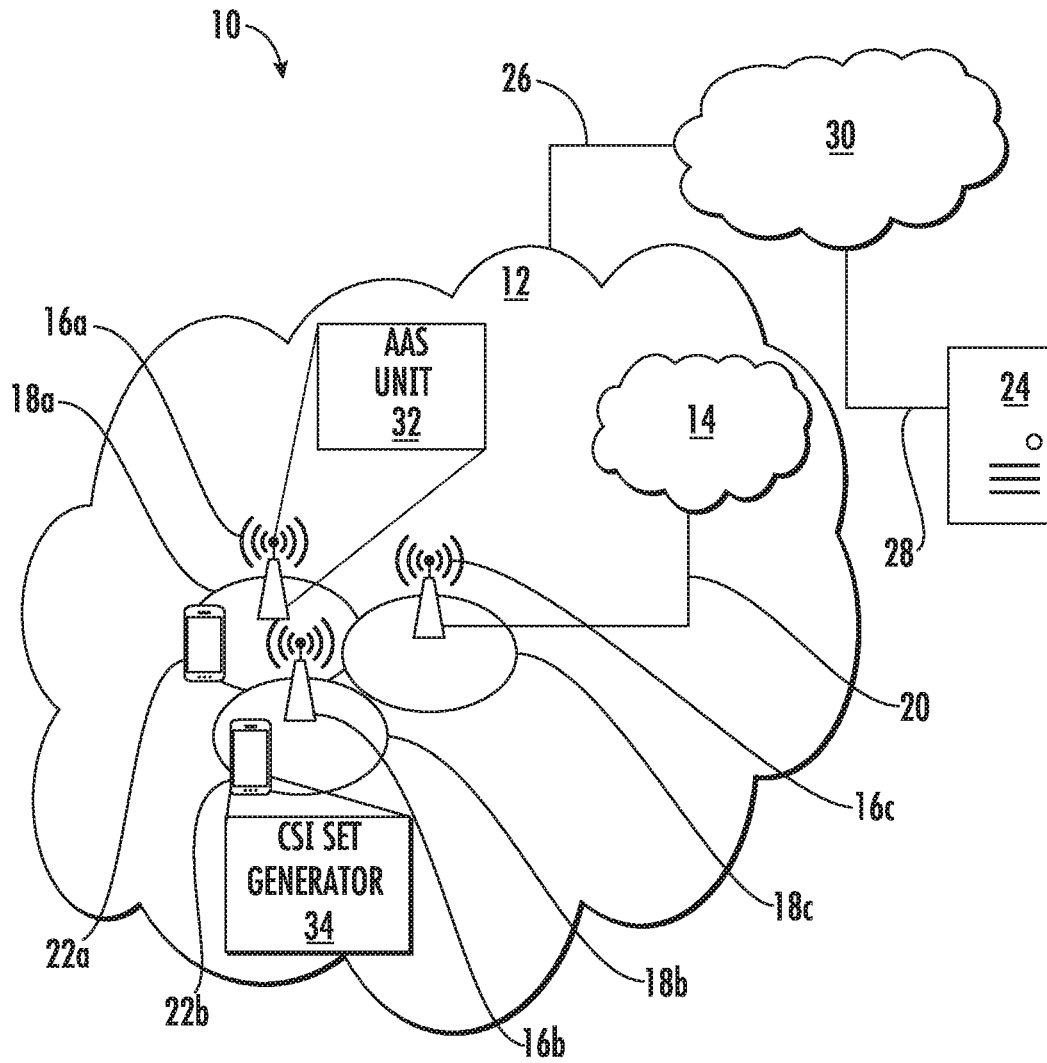 10
26
30
12
16a
AAS
UNIT
32
18a
14
24
28
20
16c
CSI SET
GENERATOR
34
18c
22a
18b
22b
16b